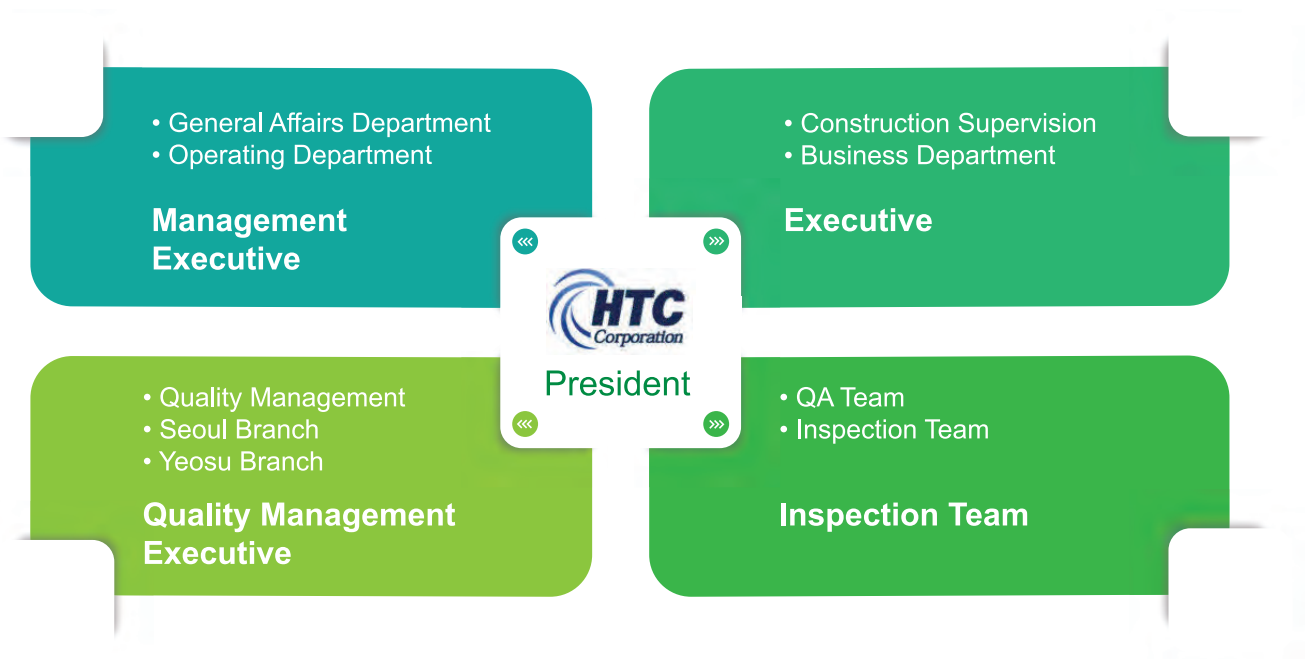 • General Affairs Department
• Operating Department
Management
Executive
• Construction Supervision
• Business Department
Executive
HTC
Corporation
President
• Quality Management
• Seoul Branch
• Yeosu Branch
Quality Management
Executive
• QA Team
• Inspection Team
Inspection Team